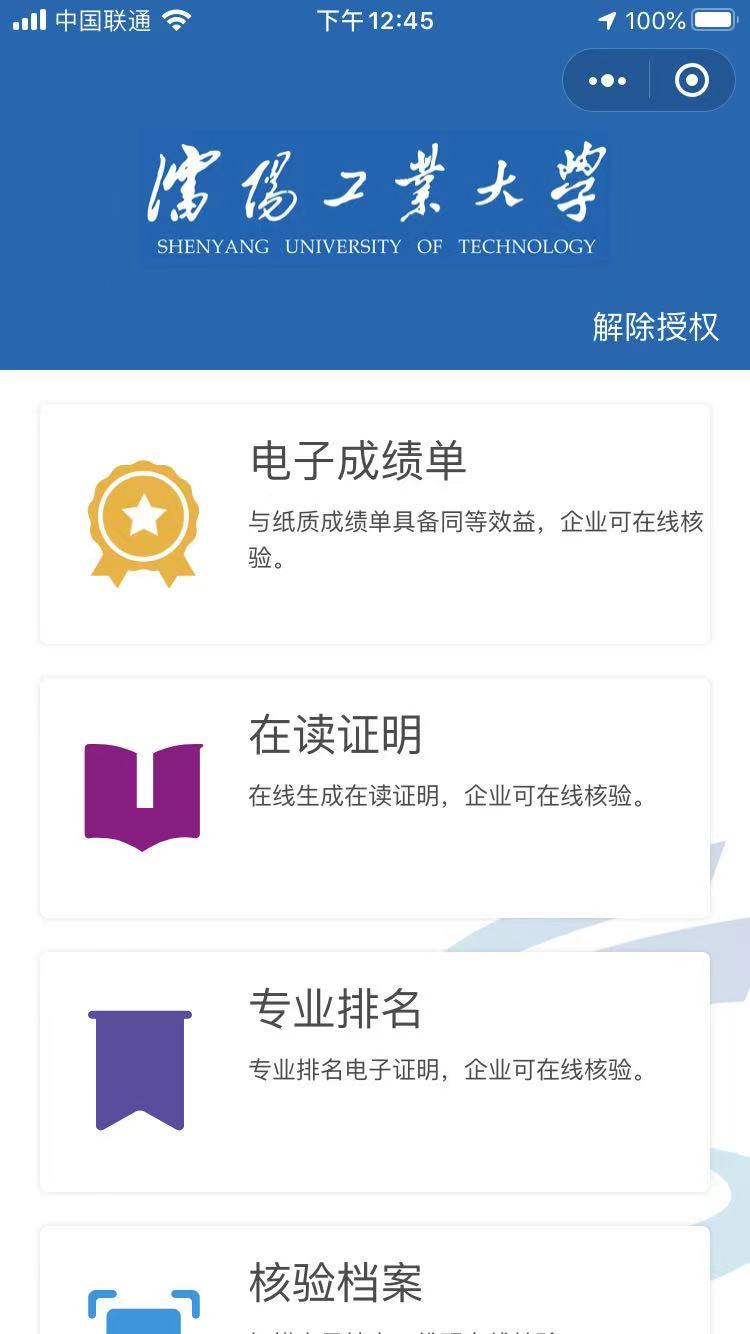 中国联通 下午12:45 100%
瀋陽工業大學
SHENYANG UNIVERSITY OF TECHNOLOGY
解除授权
电子成绩单
与纸质成绩单具备同等效益，企业可在线核
验。
在读证明
在线生成在读证明，企业可在线核验。
专业排名
专业排名电子证明，企业可在线核验。
核验档案